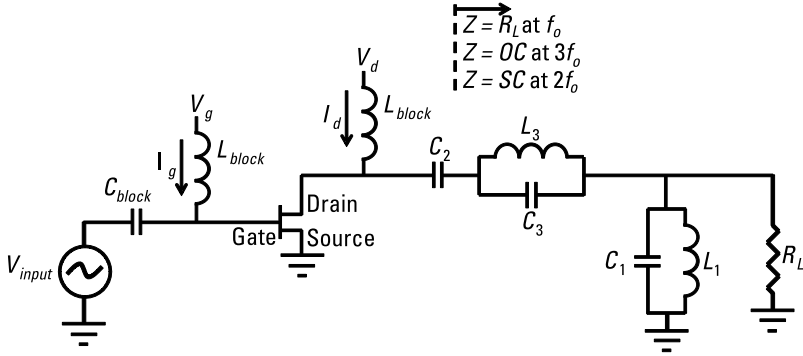 Z = R_L at f_o
Z = OC at 3f_o
Z = SC at 2f_o
V_d
I_d
L_block
V_g
I_g
L_block
C_block
C_2
L_3
C_3
Drain
Gate
Source
V_input
C_1
L_1
R_L